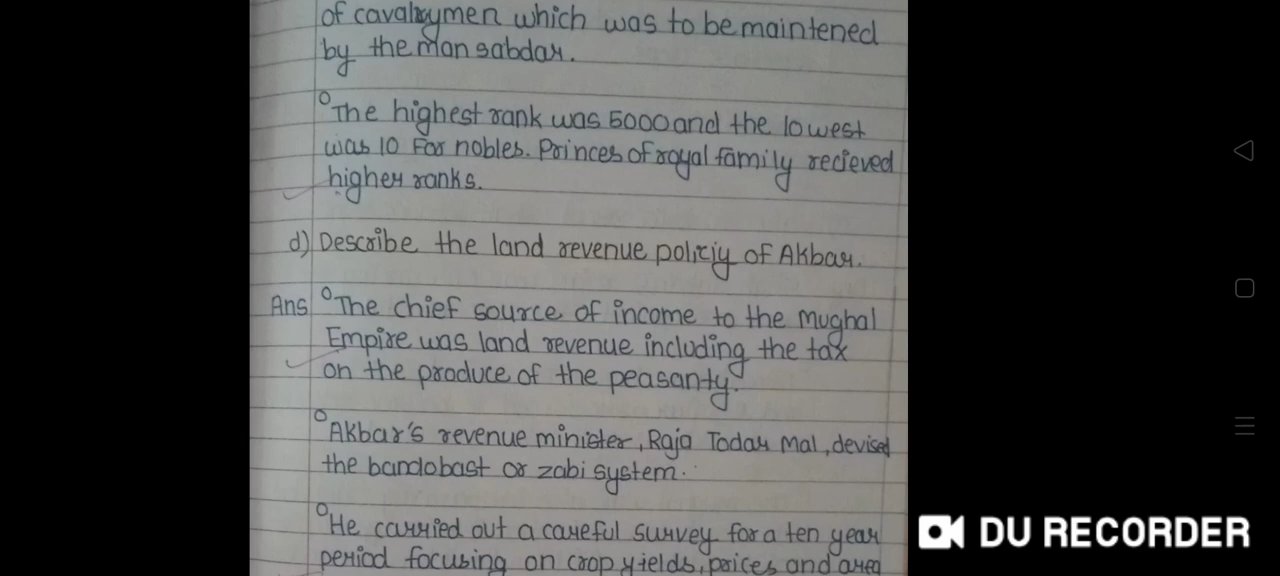 of cavalrymen which was to be maintened
by the mansabdar.
The highest rank was 5000 and the lowest
was 10 For nobles. Princes of royal family recieved
higher ranks.
d) Describe the land revenue policiy of Akbar.
Ans The chief source of income to the mughal
Empire was land revenue including the tax
on the produce of the peasanty.
Akbar's revenue minister, Raja Todar Mal, devised
the bandobast or zabi system.
He carried out a careful survey for a ten year
period focusing on crop yields, prices and area
DU RECORDER